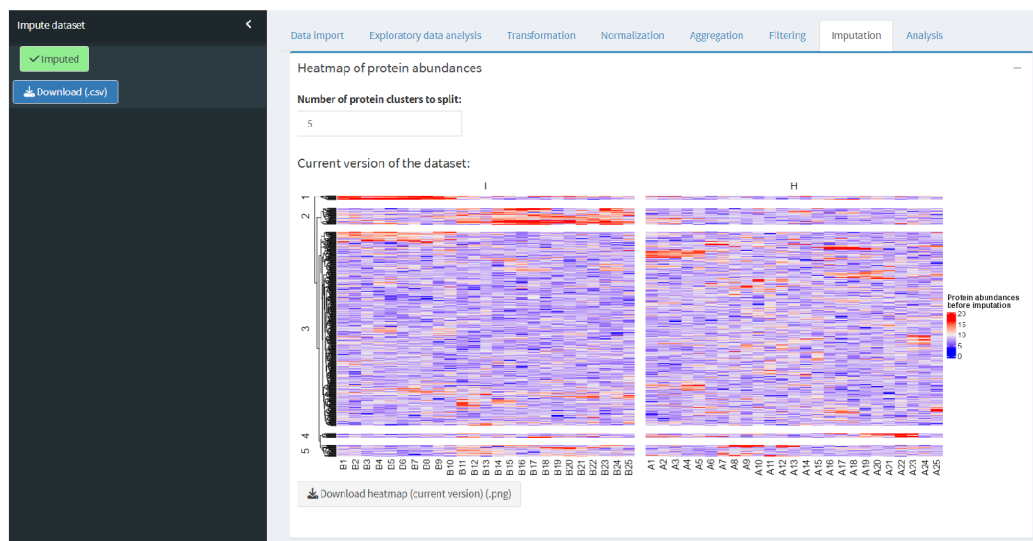 Impute dataset
Imputed
Download (.csv)
Data import Exploratory data analysis Transformation Normalization Aggregation Filtering Imputation Analysis
Heatmap of protein abundances
Number of protein clusters to split:
5
Current version of the dataset:
I H
1
2
3
4
5
Protein abundances
before imputation
20
15
10
5
0
B1 B2 B3 B4 B5 B6 B7 B8 B9 B10 B11 B12 B13 B14 B15 B16 B17 B18 B19 B20 B21 B22 B23 B24 B25 A1 A2 A3 A4 A5 A6 A7 A8 A9 A10 A11 A12 A13 A14 A15 A16 A17 A18 A19 A20 A21 A22 A23 A24 A25
Download heatmap (current version) (.png)